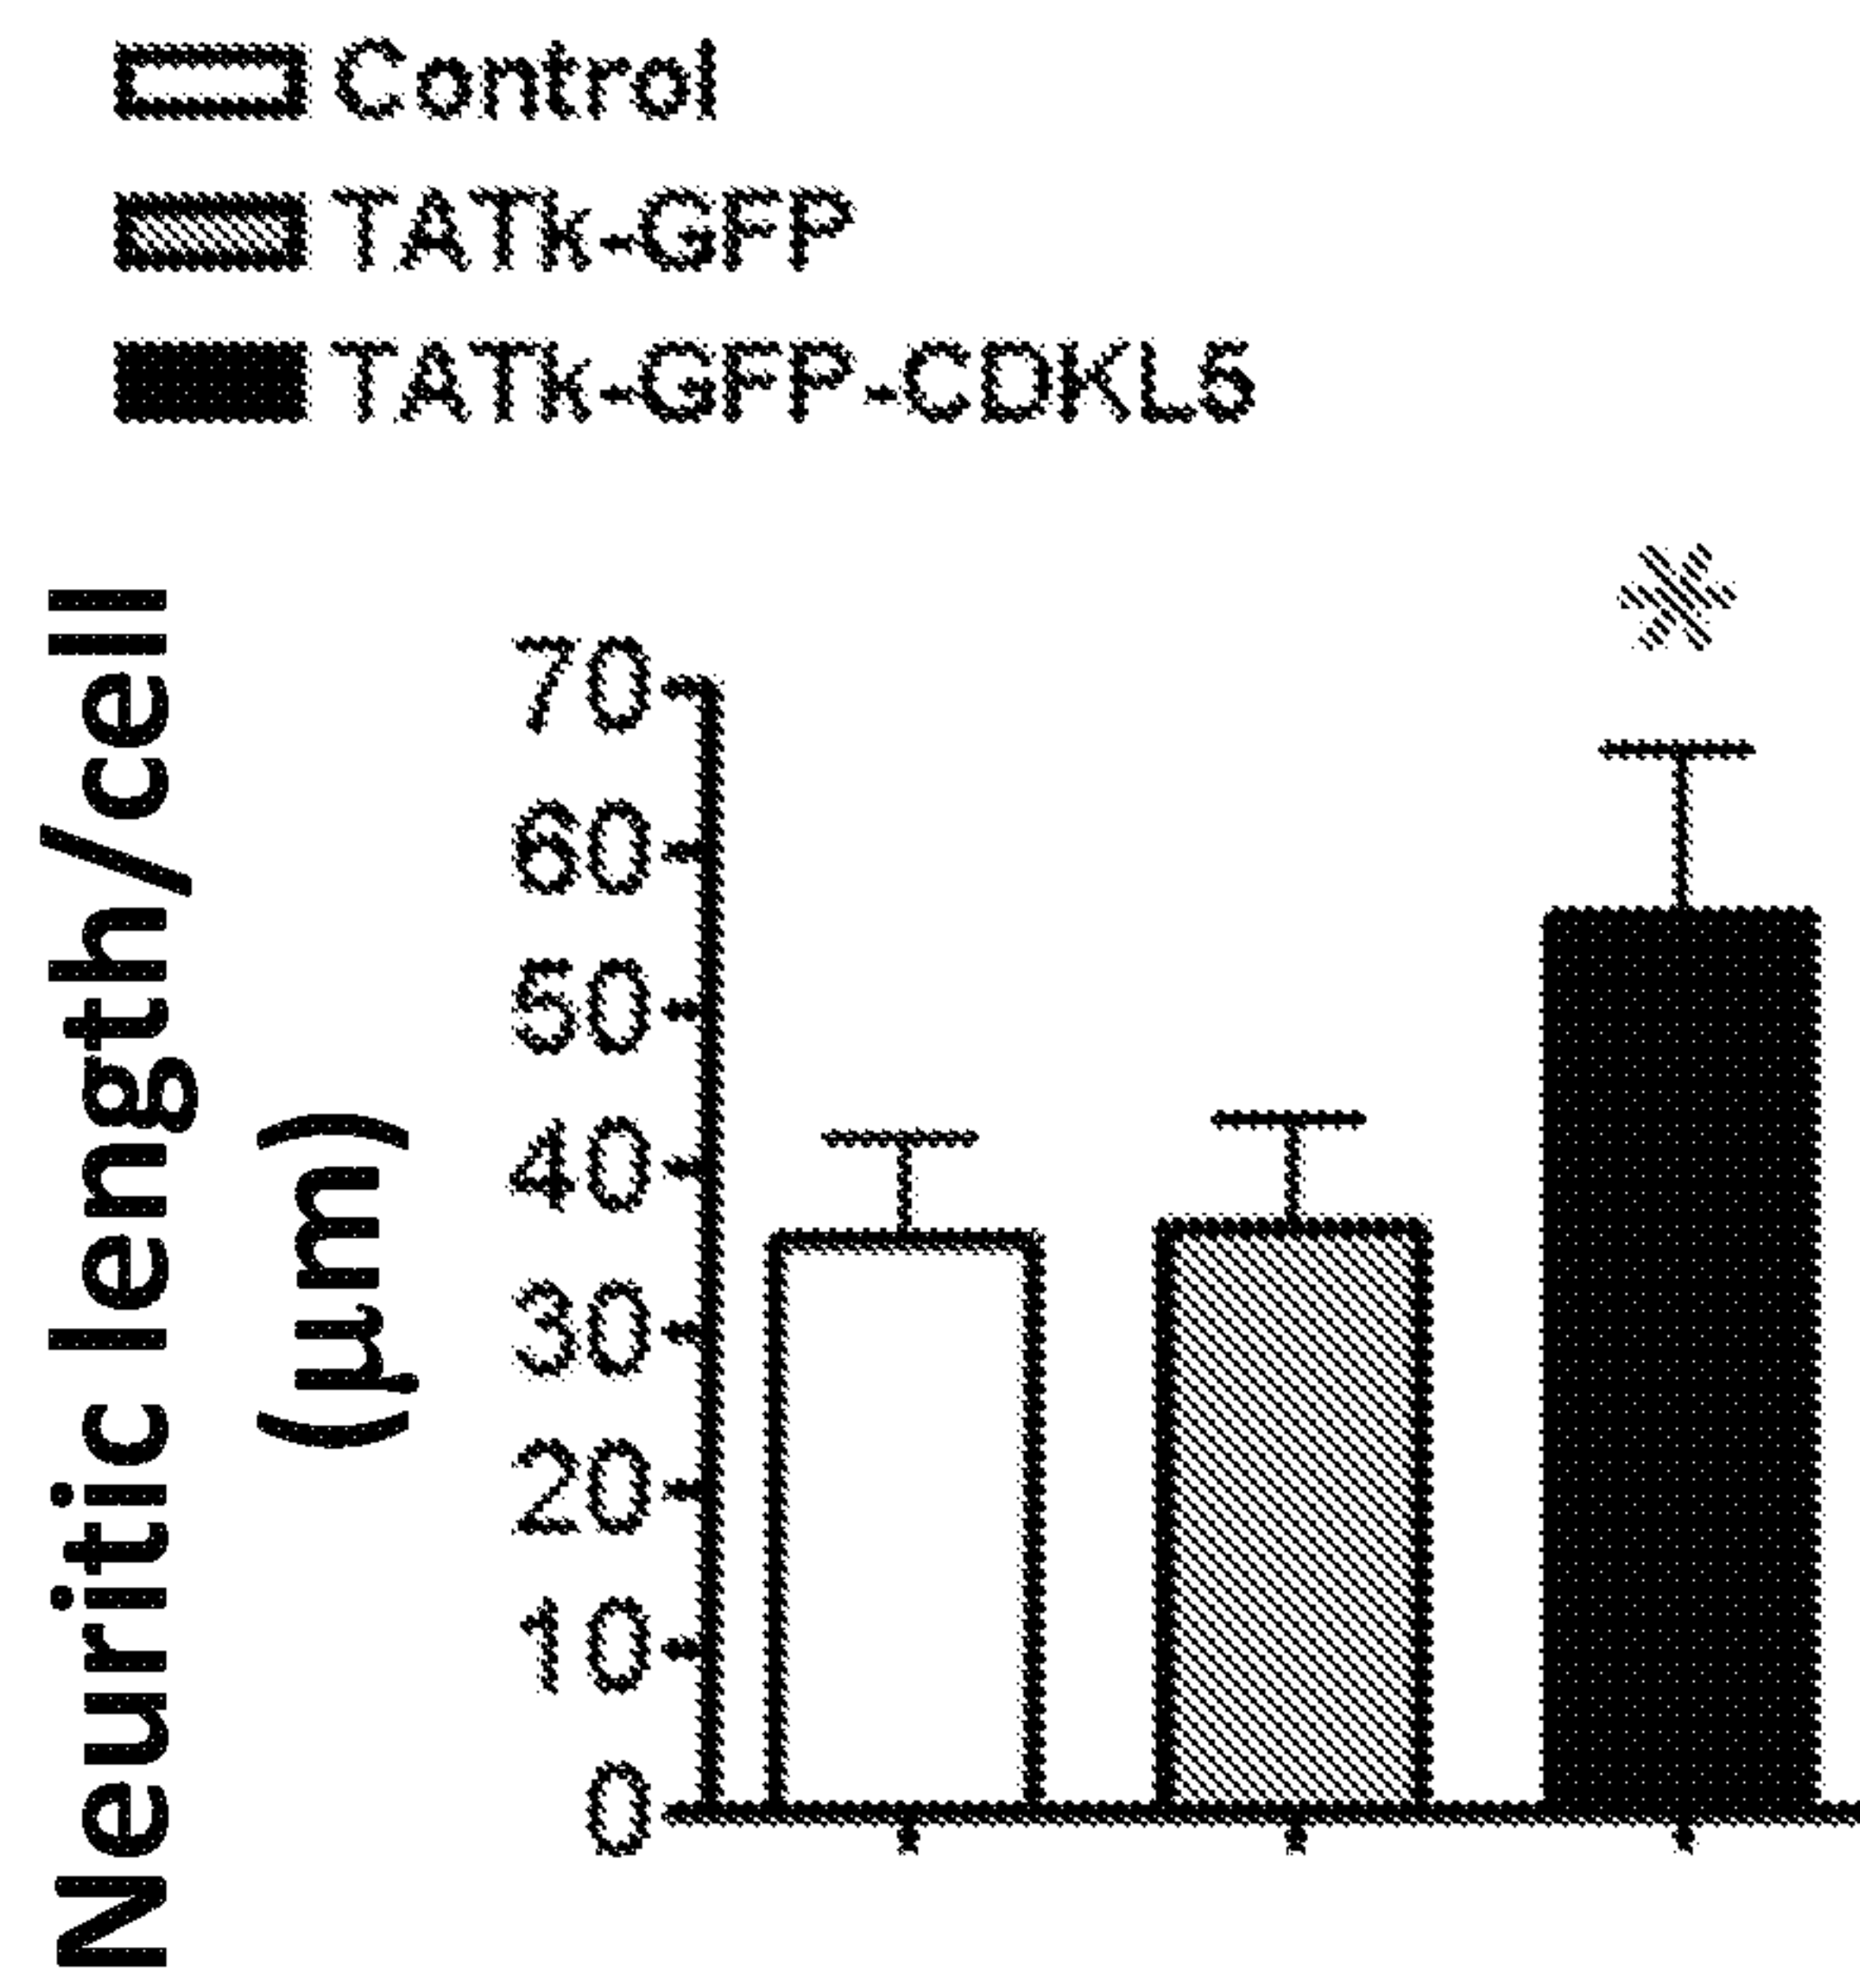 Control
TATk-GFP
TATk-GFP-CDKL5
*
Neuritic length/cell
(µm)
70
60
50
40
30
20
10
0